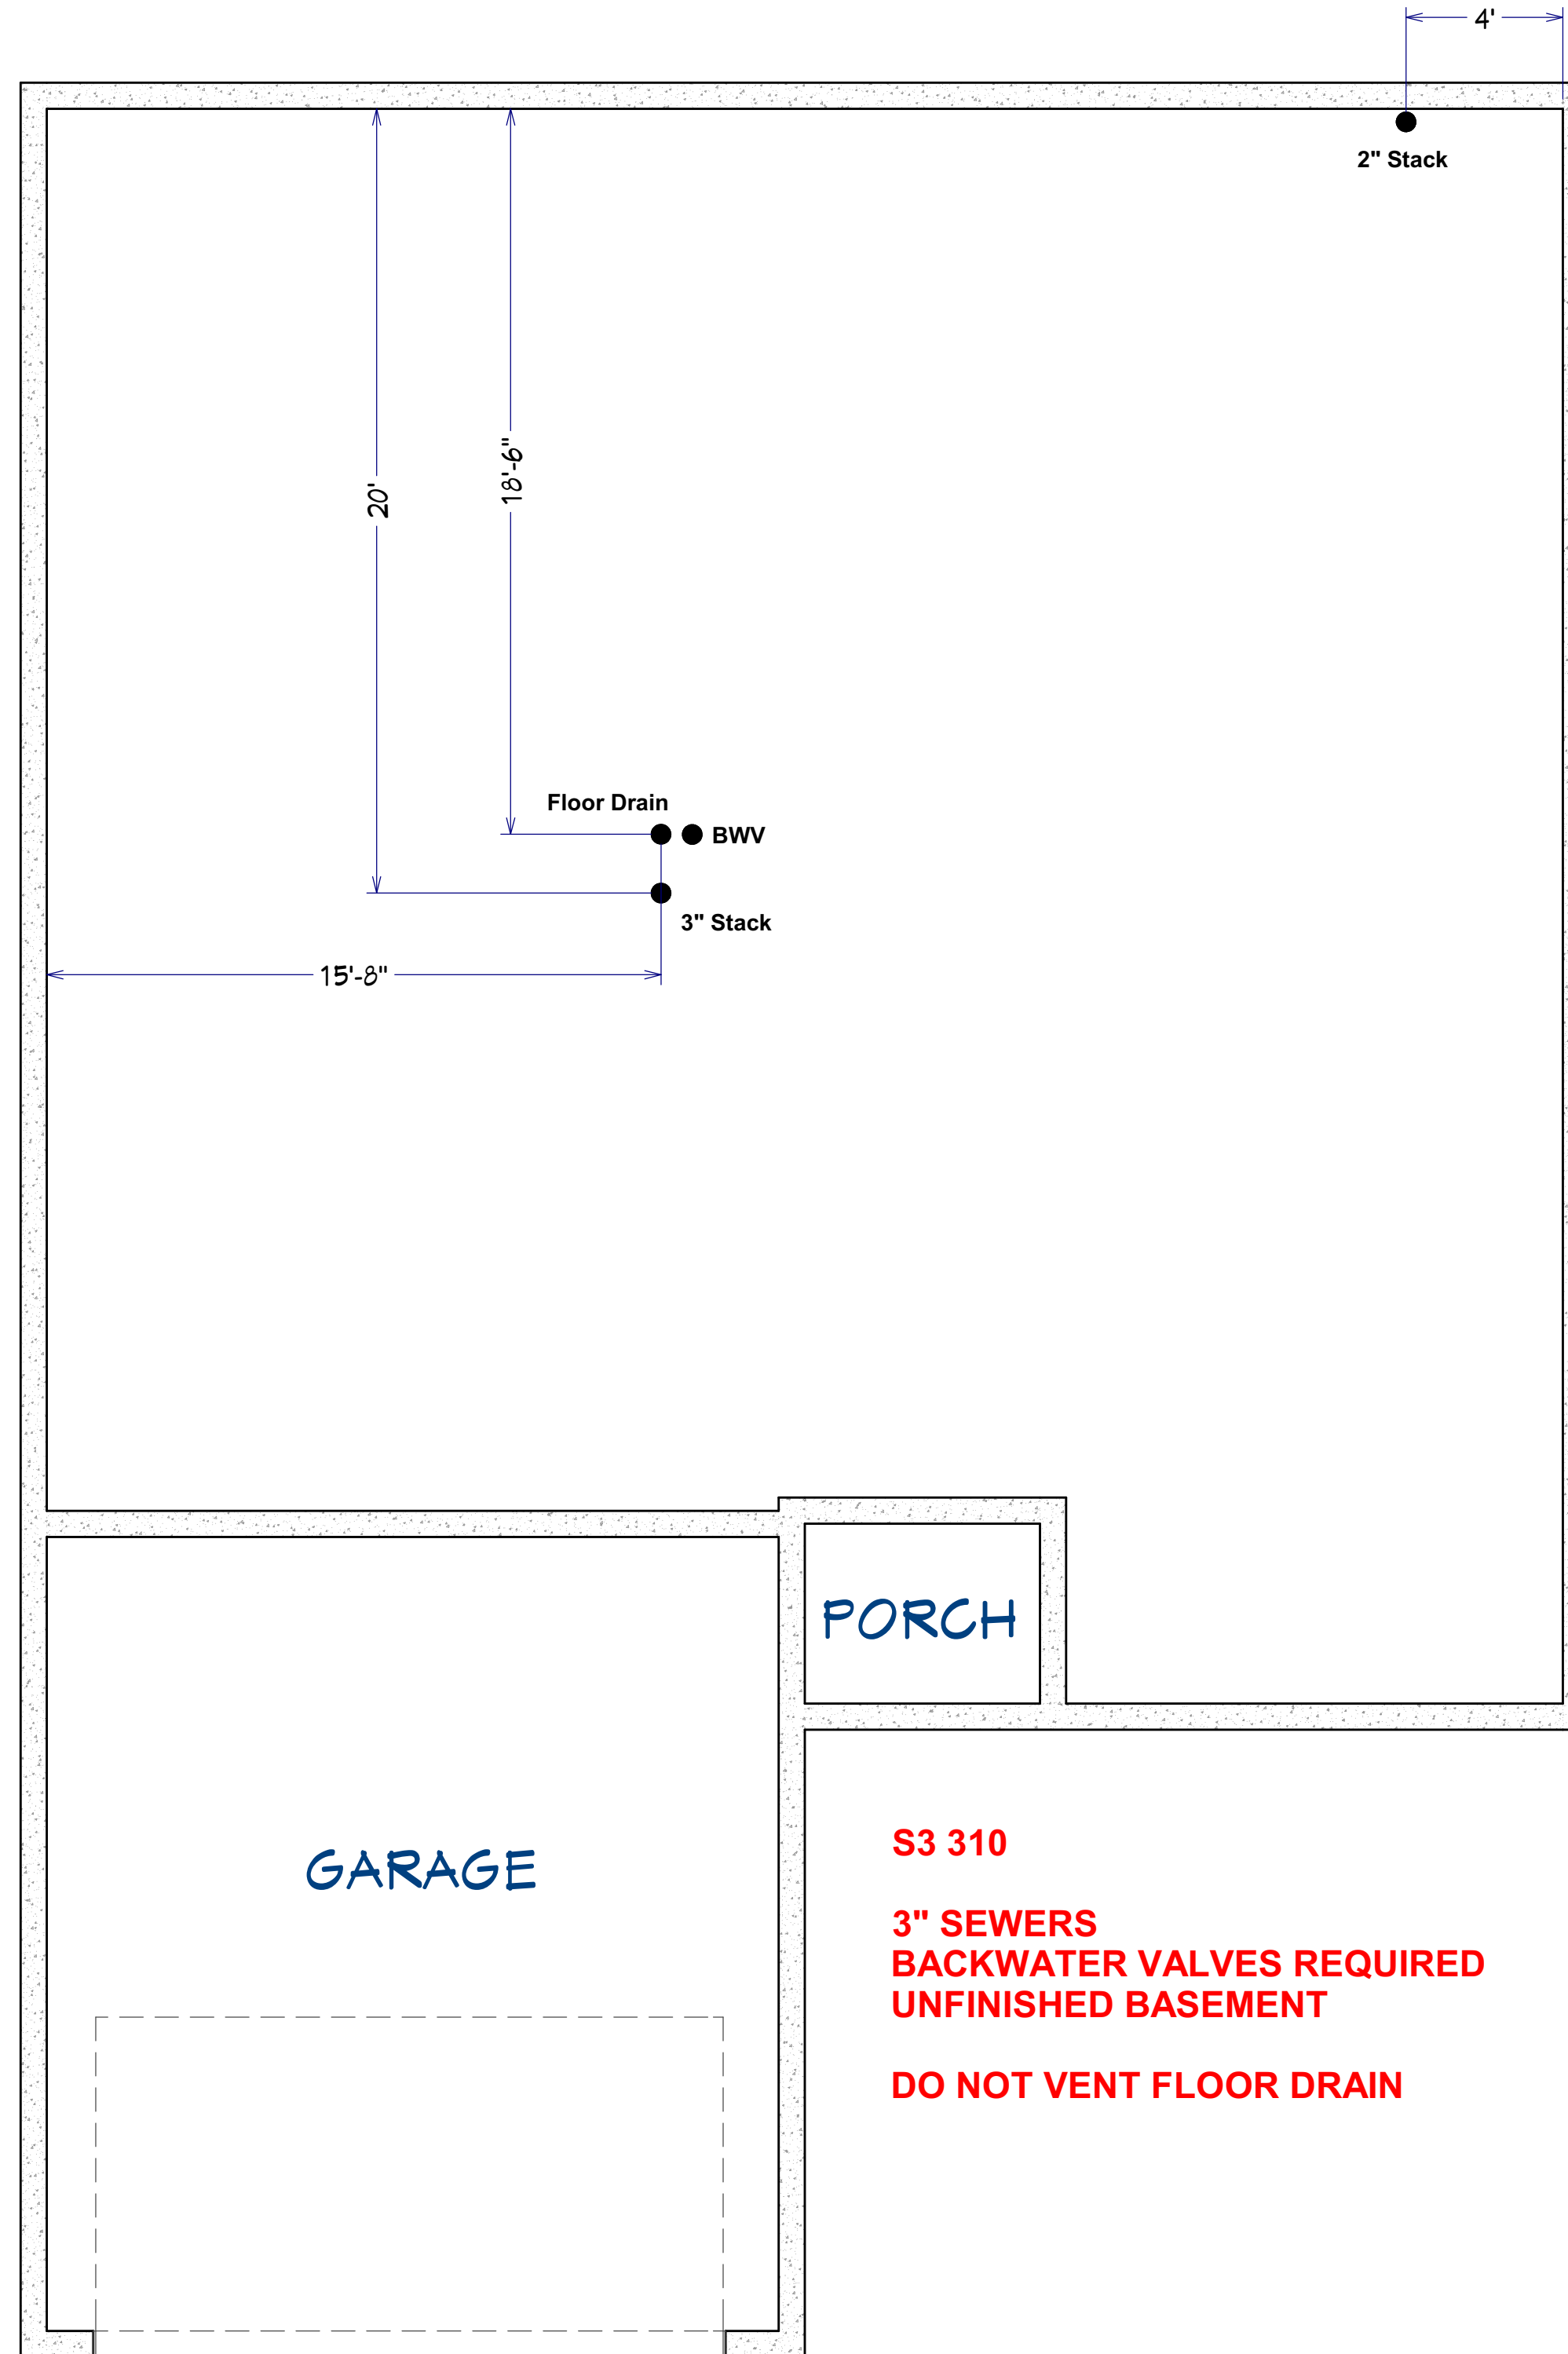 4'
2" Stack
18'-6"
20'
Floor Drain
BWV
3" Stack
15'-8"
PORCH
GARAGE
S3 310
3" SEWERS
BACKWATER VALVES REQUIRED
UNFINISHED BASEMENT
DO NOT VENT FLOOR DRAIN